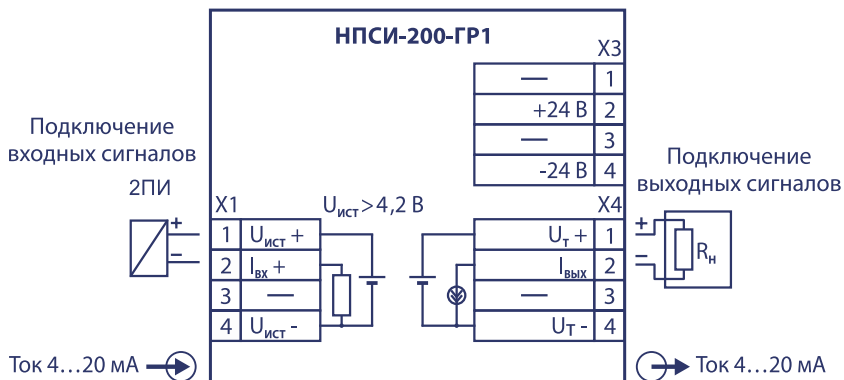 НПСИ-200-ГР1
X3
— 1
+24 В 2
— 3
-24 В 4
Подключение
входных сигналов
2ПИ
Подключение
выходных сигналов
X1
Uист>4,2 В
X4
1 Uист +
2 Iвх +
3 —
4 Uист -
Uт + 1
Iвых 2
— 3
Uт - 4
+
−
+
−
Rн
Ток 4…20 мА
Ток 4…20 мА